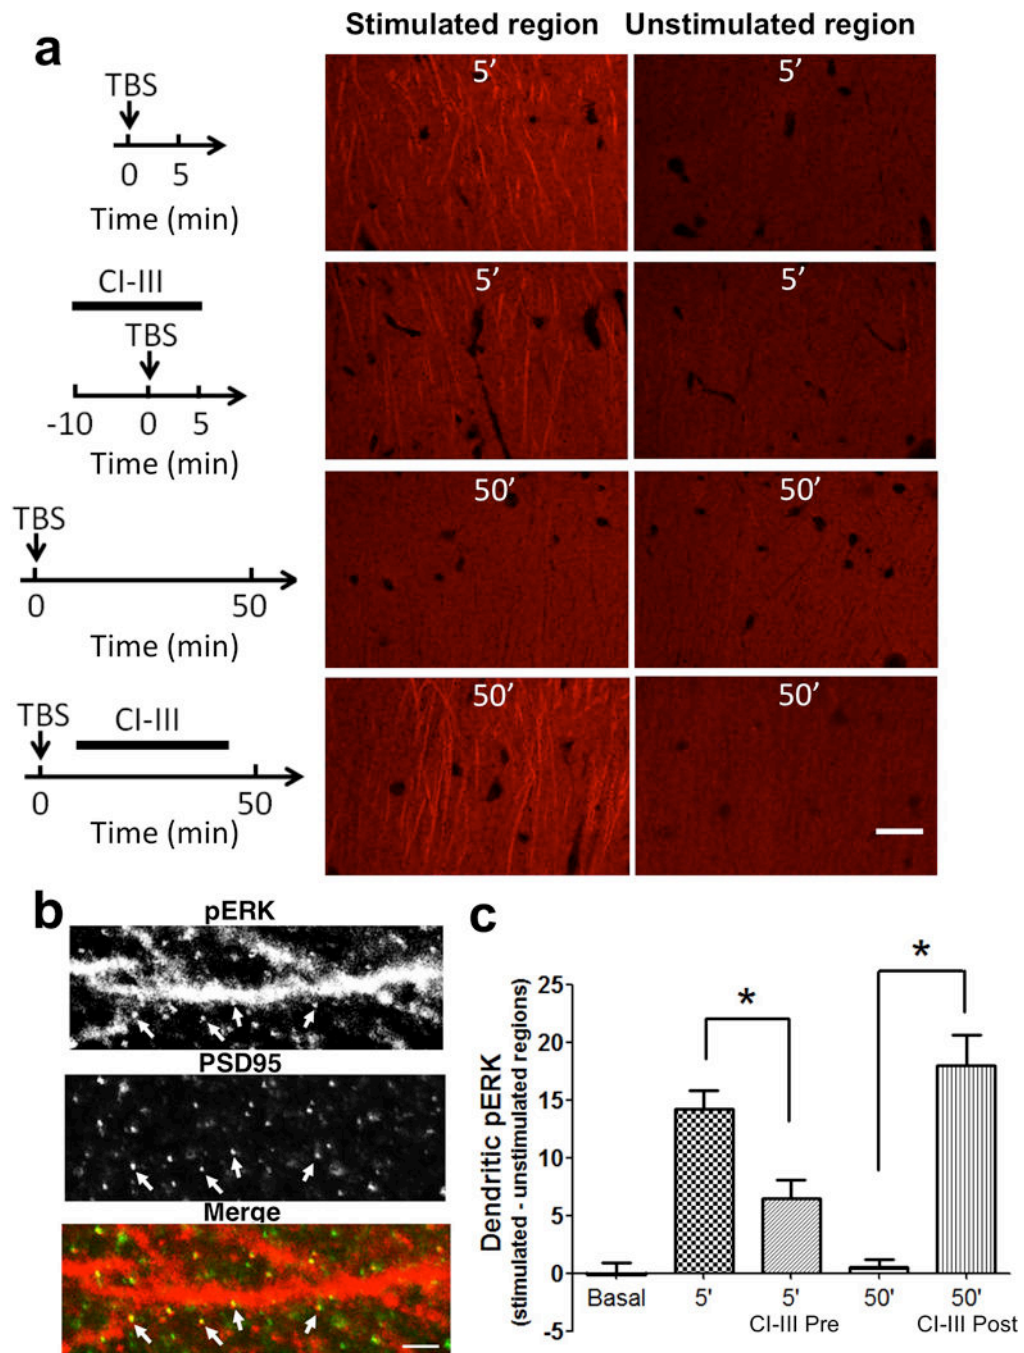 a
Stimulated region
Unstimulated region
TBS
0 5
Time (min)
5’
5’
CI-III
TBS
-10 0 5
Time (min)
5’
5’
TBS
0 50
Time (min)
50’
50’
TBS
CI-III
0 50
Time (min)
50’
50’
b
pERK
PSD95
Merge
c
Dendritic pERK
(stimulated - unstimulated regions)
25
20
15
10
5
0
-5
*
*
Basal
5'
5'
CI-III Pre
50'
50'
CI-III Post